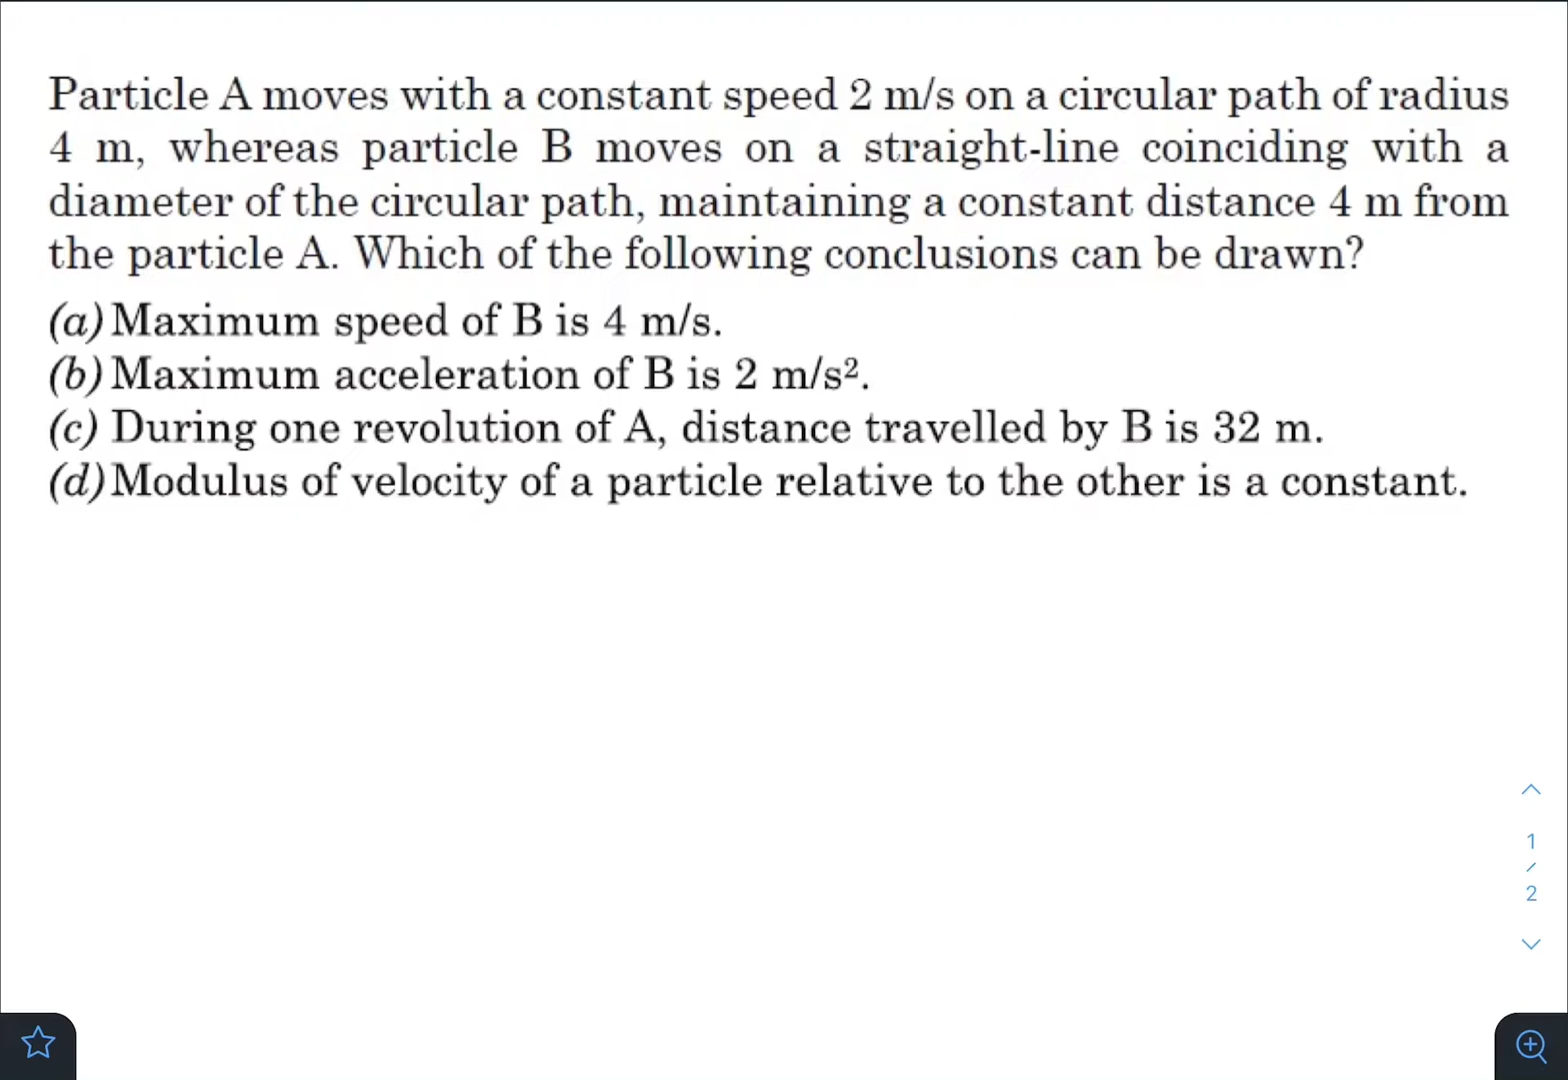 Particle A moves with a constant speed 2 m/s on a circular path of radius
4 m, whereas particle B moves on a straight-line coinciding with a
diameter of the circular path, maintaining a constant distance 4 m from
the particle A. Which of the following conclusions can be drawn?
(a) Maximum speed of B is 4 m/s.
(b) Maximum acceleration of B is 2 m/s².
(c) During one revolution of A, distance travelled by B is 32 m.
(d) Modulus of velocity of a particle relative to the other is a constant.
1
/
2